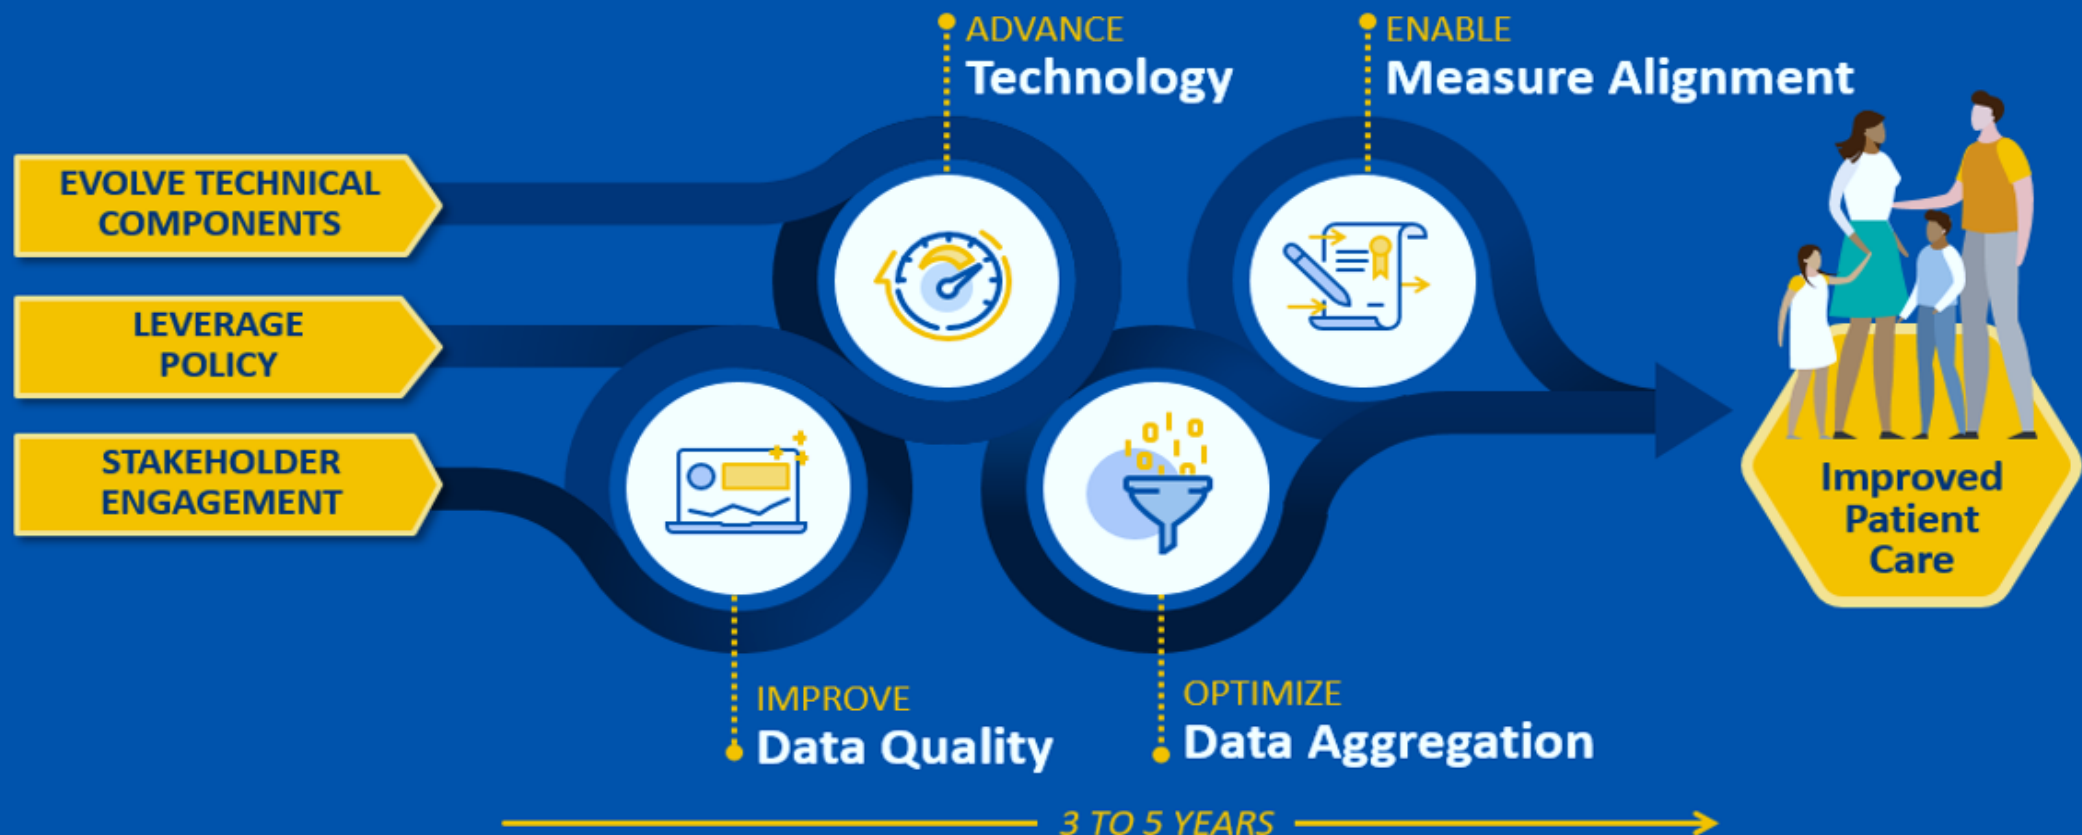 ADVANCE
Technology
ENABLE
Measure Alignment
EVOLVE TECHNICAL
COMPONENTS
LEVERAGE
POLICY
STAKEHOLDER
ENGAGEMENT
IMPROVE
Data Quality
OPTIMIZE
Data Aggregation
Improved
Patient
Care
3 TO 5 YEARS